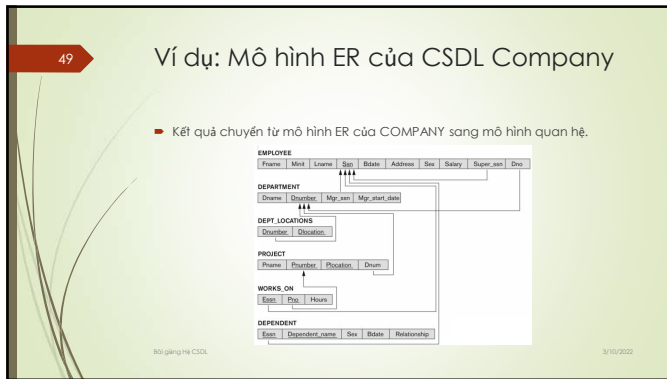 49
Ví dụ: Mô hình ER của CSDL Company
Kết quả chuyển từ mô hình ER của COMPANY sang mô hình quan hệ.
EMPLOYEE
Fname Minit Lname Ssn Bdate Address Sex Salary Super_ssn Dno
DEPARTMENT
Dname Dnumber Mgr_ssn Mgr_start_date
DEPT_LOCATIONS
Dnumber Dlocation
PROJECT
Pname Pnumber Plocation Dnum
WORKS_ON
Essn Pno Hours
DEPENDENT
Essn Dependent_name Sex Bdate Relationship
Bài giảng Hệ CSDL 3/10/2022